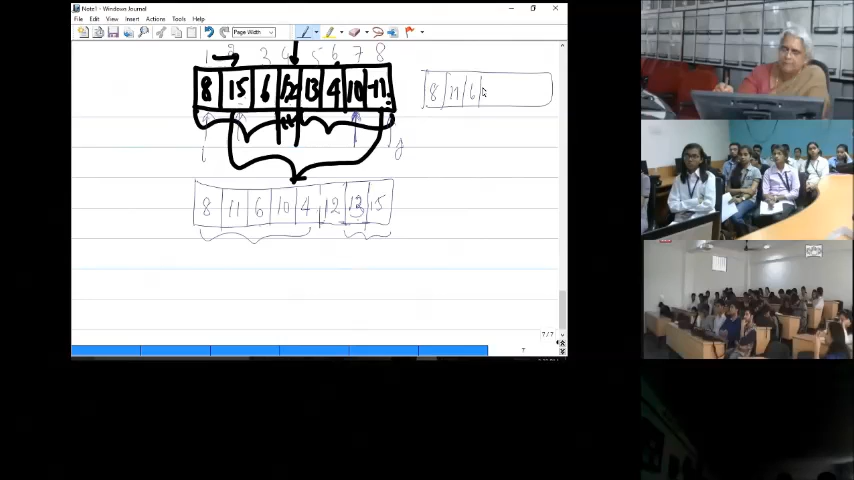 Note1 - Windows Journal
File Edit View Insert Actions Tools Help
Page Width
1 2 3 4 5 6 7 8
8 15 6 12 13 4 10 11
8 11 6
i j
8 11 6 10 4 12 13 15
7 / 7
7